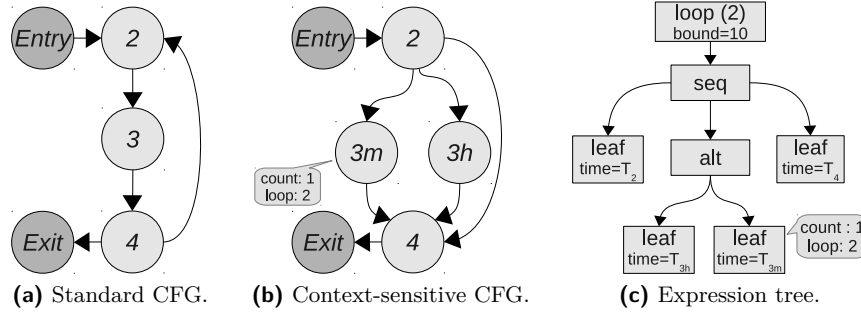 Entry
2
3
Exit
4
(a) Standard CFG.
Entry
2
3m
3h
count: 1
loop: 2
Exit
4
(b) Context-sensitive CFG.
loop (2)
bound=10
seq
leaf
time=T2
alt
leaf
time=T4
leaf
time=T3h
leaf
time=T3m
count : 1
loop: 2
(c) Expression tree.